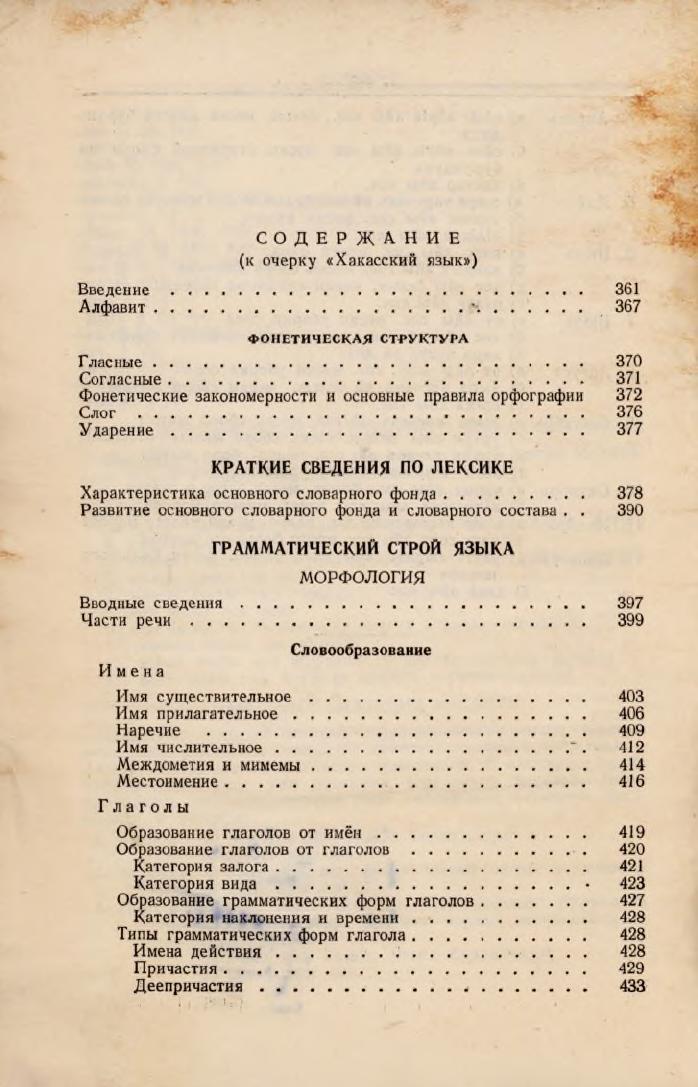 СОДЕРЖАНИЕ
(к очерку «Хакасский язык»)
Введение . . . . . . . . . . . . . . . . . . . . . . . . . 361
Алфавит . . . . . . . . . . . . . . . . . . . . . . . . . . 367
ФОНЕТИЧЕСКАЯ СТРУКТУРА
Гласные . . . . . . . . . . . . . . . . . . . . . . . . . . 370
Согласные . . . . . . . . . . . . . . . . . . . . . . . . . 371
Фонетические закономерности и основные правила орфографии 372
Слог . . . . . . . . . . . . . . . . . . . . . . . . . . . 376
Ударение . . . . . . . . . . . . . . . . . . . . . . . . . 377
КРАТКИЕ СВЕДЕНИЯ ПО ЛЕКСИКЕ
Характеристика основного словарного фонда . . . . . . . . . 378
Развитие основного словарного фонда и словарного состава . . 390
ГРАММАТИЧЕСКИЙ СТРОЙ ЯЗЫКА
МОРФОЛОГИЯ
Вводные сведения . . . . . . . . . . . . . . . . . . . . . 397
Части речи . . . . . . . . . . . . . . . . . . . . . . . . 399
Словообразование
Имена
Имя существительное . . . . . . . . . . . . . . . . . 403
Имя прилагательное . . . . . . . . . . . . . . . . . . 406
Наречие . . . . . . . . . . . . . . . . . . . . . . . 409
Имя числительное . . . . . . . . . . . . . . . . . . . 412
Междометия и мимемы . . . . . . . . . . . . . . . . . 414
Местоимение . . . . . . . . . . . . . . . . . . . . . . 416
Глаголы
Образование глаголов от имён . . . . . . . . . . . . . 419
Образование глаголов от глаголов . . . . . . . . . . . 420
Категория залога . . . . . . . . . . . . . . . . . . . 421
Категория вида . . . . . . . . . . . . . . . . . . . . 423
Образование грамматических форм глаголов . . . . . . . 427
Категория наклонения и времени . . . . . . . . . . . . 428
Типы грамматических форм глагола . . . . . . . . . . . 428
Имена действия . . . . . . . . . . . . . . . . . . . . 428
Причастия . . . . . . . . . . . . . . . . . . . . . . 429
Деепричастия . . . . . . . . . . . . . . . . . . . . . 433